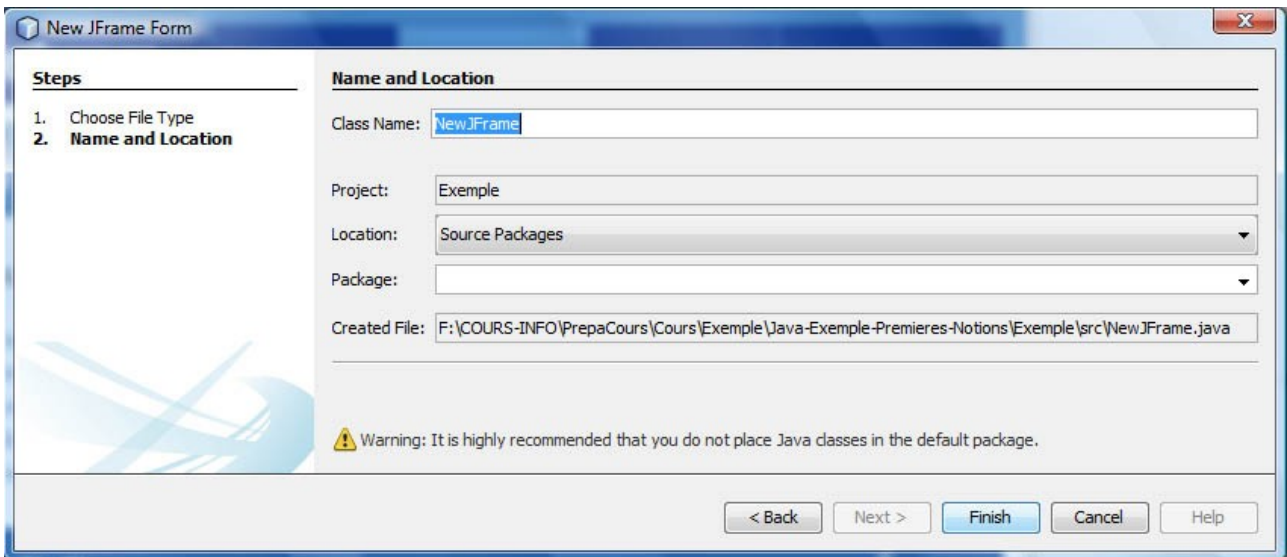 New JFrame Form
X
Steps
1. Choose File Type
2. Name and Location
Name and Location
Class Name: NewJFrame
Project: Exemple
Location: Source Packages
Package:
Created File: F:\COURS-INFO\PrepaCours\Cours\Exemple\Java-Exemple-Premieres-Notions\Exemple\src\NewJFrame.java
Warning: It is highly recommended that you do not place Java classes in the default package.
< Back Next > Finish Cancel Help